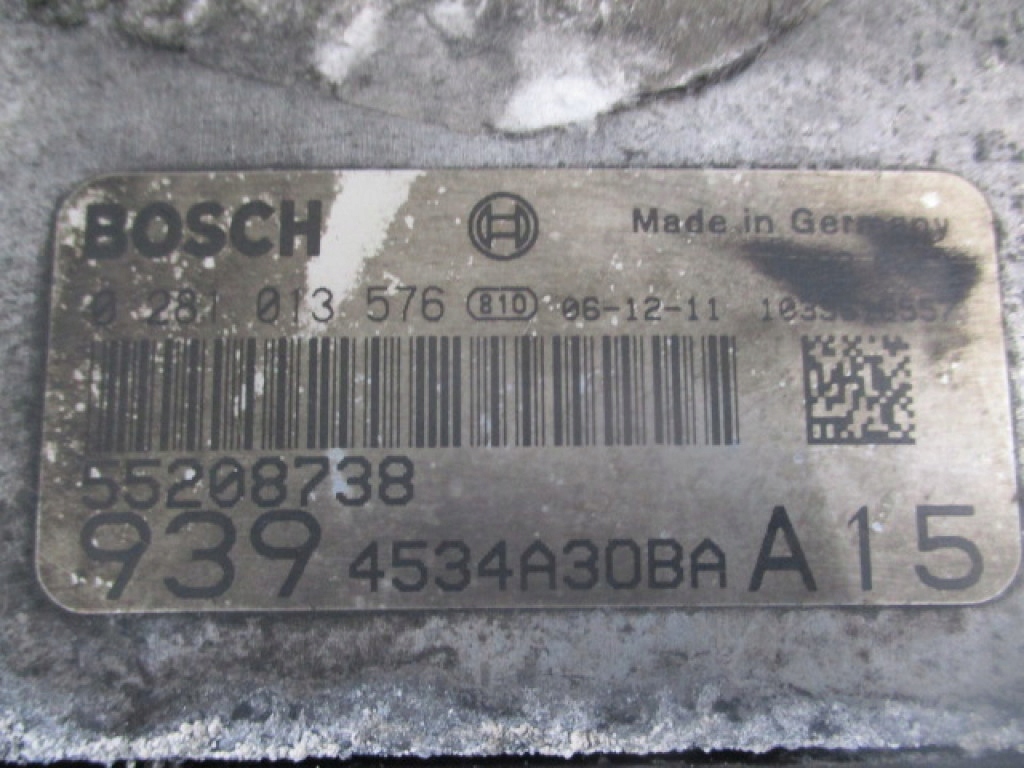 BOSCH Made in Germany
0 281 013 576 810 06-12-11
55208738
939 4534A30BA A15